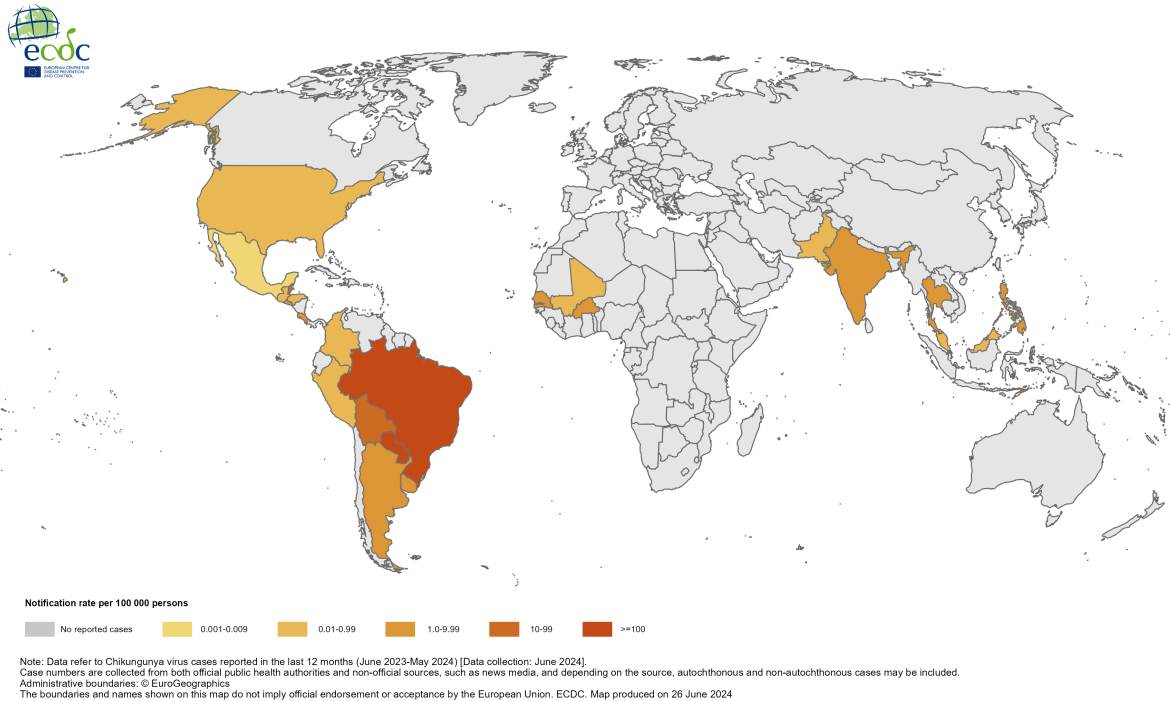 ecdc
EUROPEAN CENTRE FOR
DISEASE PREVENTION
AND CONTROL
Notification rate per 100 000 persons
No reported cases
0.001-0.009
0.01-0.99
1.0-9.99
10-99
>=100
Note: Data refer to Chikungunya virus cases reported in the last 12 months (June 2023-May 2024) [Data collection: June 2024].
Case numbers are collected from both official public health authorities and non-official sources, such as news media, and depending on the source, autochthonous and non-autochthonous cases may be included.
Administrative boundaries: © EuroGeographics
The boundaries and names shown on this map do not imply official endorsement or acceptance by the European Union. ECDC. Map produced on 26 June 2024